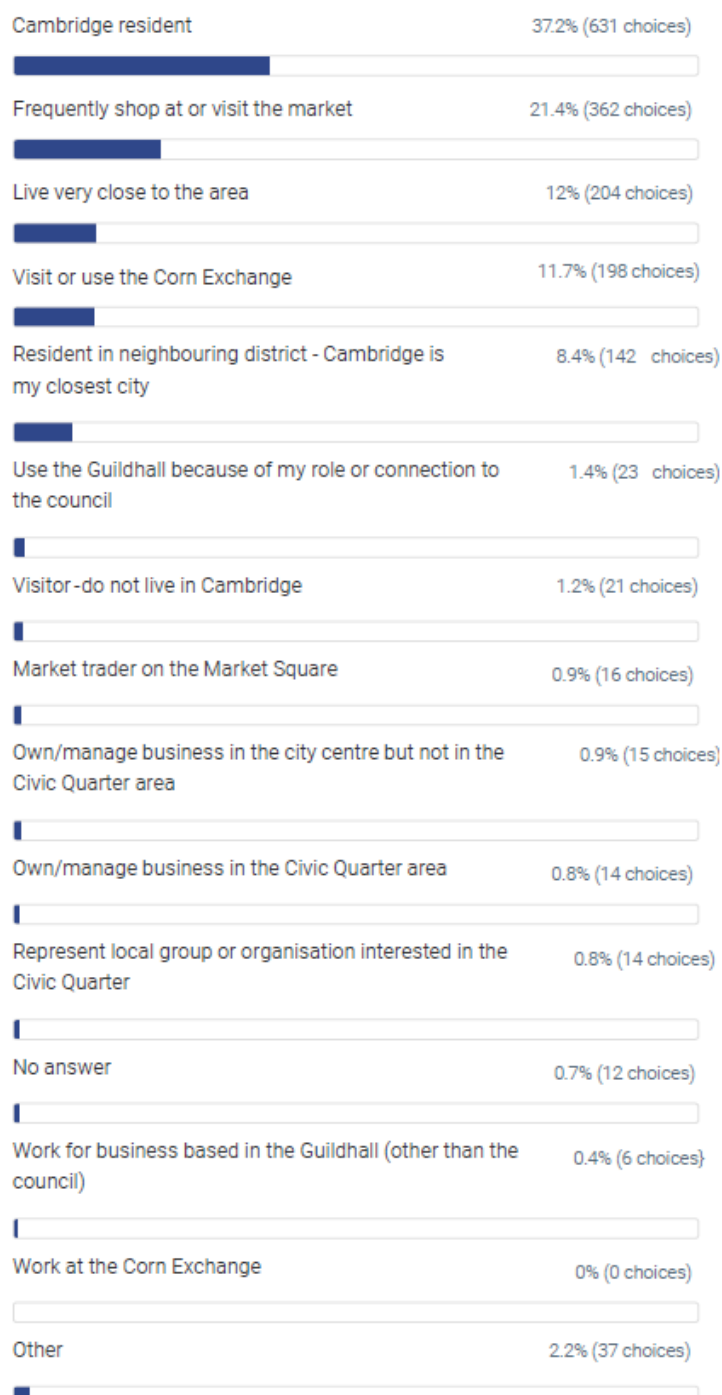 Cambridge resident 37.2% (631 choices)
Frequently shop at or visit the market 21.4% (362 choices)
Live very close to the area 12% (204 choices)
Visit or use the Corn Exchange 11.7% (198 choices)
Resident in neighbouring district - Cambridge is 8.4% (142 choices)
my closest city
Use the Guildhall because of my role or connection to 1.4% (23 choices)
the council
Visitor-do not live in Cambridge 1.2% (21 choices)
Market trader on the Market Square 0.9% (16 choices)
Own/manage business in the city centre but not in the 0.9% (15 choices)
Civic Quarter area
Own/manage business in the Civic Quarter area 0.8% (14 choices)
Represent local group or organisation interested in the 0.8% (14 choices)
Civic Quarter
No answer 0.7% (12 choices)
Work for business based in the Guildhall (other than the 0.4% (6 choices}
council)
Work at the Corn Exchange 0% (0 choices)
Other 2.2% (37 choices)